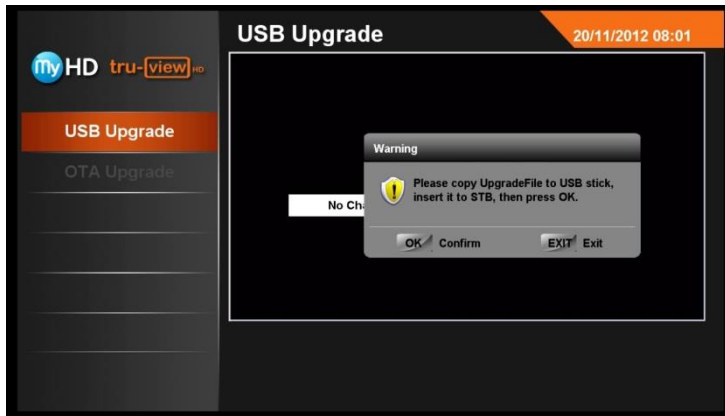 USB Upgrade
20/11/2012 08:01
my HD tru-view HD
USB Upgrade
OTA Upgrade
Warning
Please copy UpgradeFile to USB stick,
insert it to STB, then press OK.
No Ch
OK Confirm
EXIT Exit